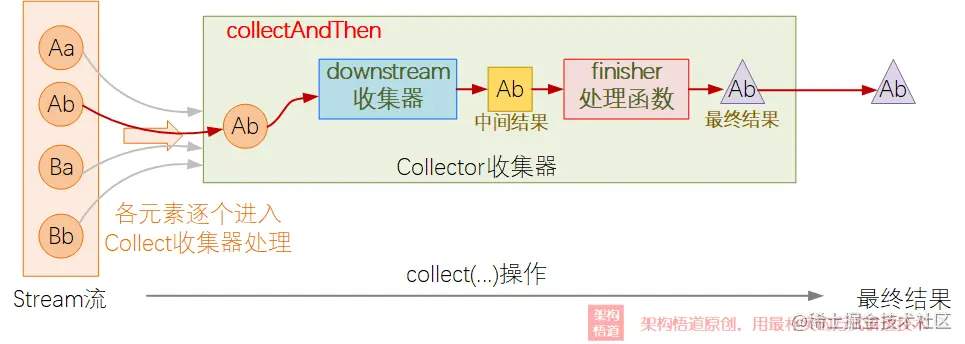 collectAndThen
Aa
Ab
Ba
Bb
Ab
downstream
收集器
Ab
中间结果
finisher
处理函数
Ab
最终结果
Ab
Collector收集器
各元素逐个进入
Collect收集器处理
collect(...)操作
Stream流
最终结果
架构
悟道
架构悟道原创，用最朴
@稀土掘金技术社区